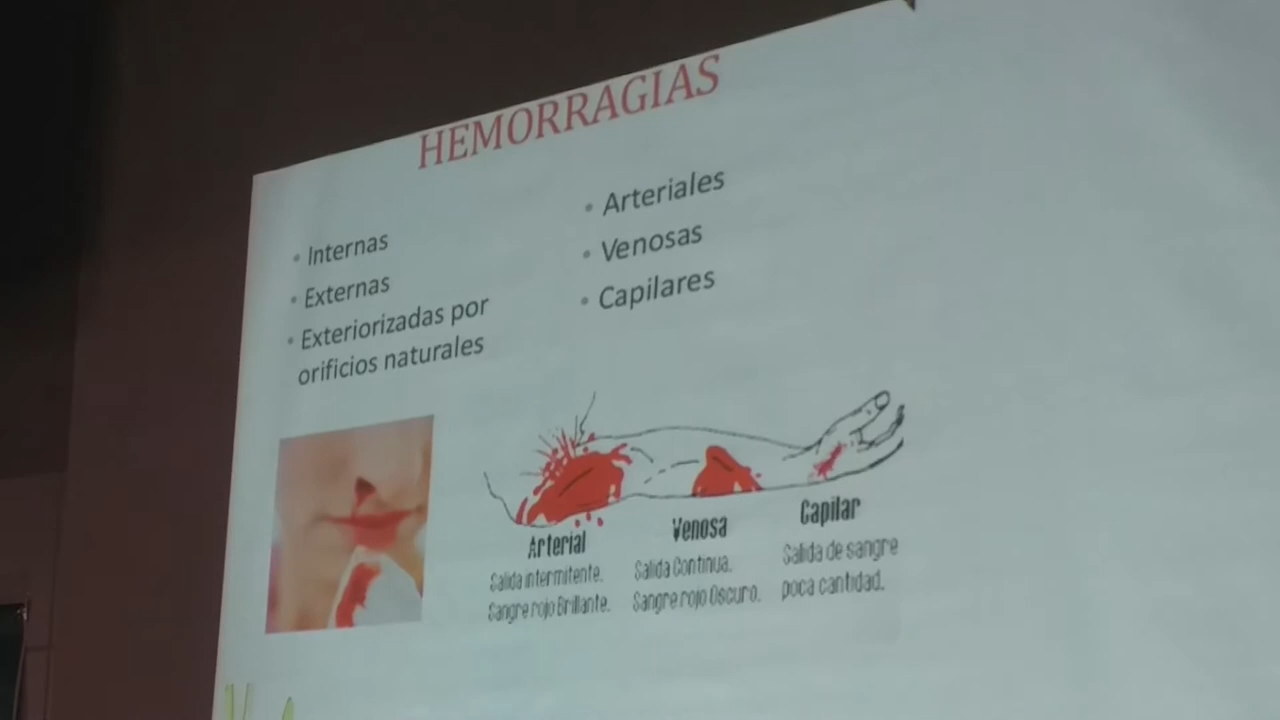 HEMORRAGIAS
• Internas
• Externas
• Exteriorizadas por
orificios naturales
• Arteriales
• Venosas
• Capilares
Arterial
Salida intermitente.
Sangre rojo Brillante.
Venosa
Salida Continua.
Sangre rojo Oscuro.
Capilar
Salida de sangre
poca cantidad.